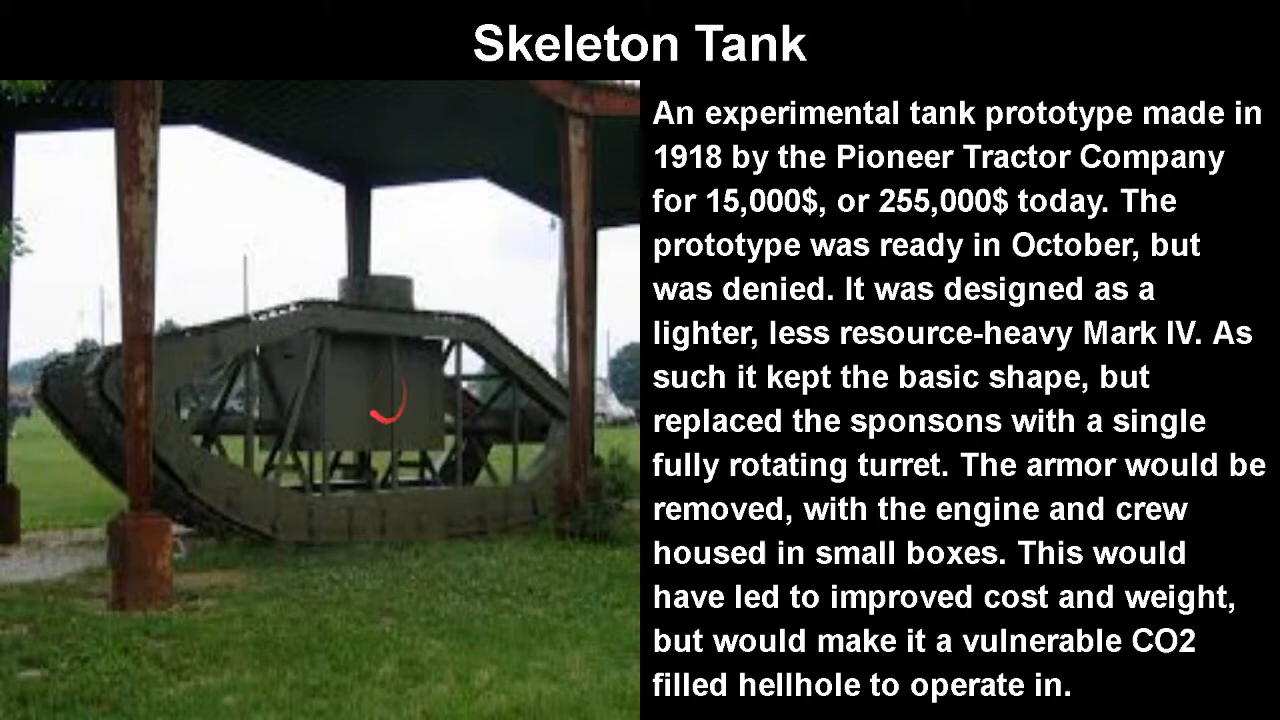 Skeleton Tank
An experimental tank prototype made in
1918 by the Pioneer Tractor Company
for 15,000$, or 255,000$ today. The
prototype was ready in October, but
was denied. It was designed as a
lighter, less resource-heavy Mark IV. As
such it kept the basic shape, but
replaced the sponsons with a single
fully rotating turret. The armor would be
removed, with the engine and crew
housed in small boxes. This would
have led to improved cost and weight,
but would make it a vulnerable CO2
filled hellhole to operate in.